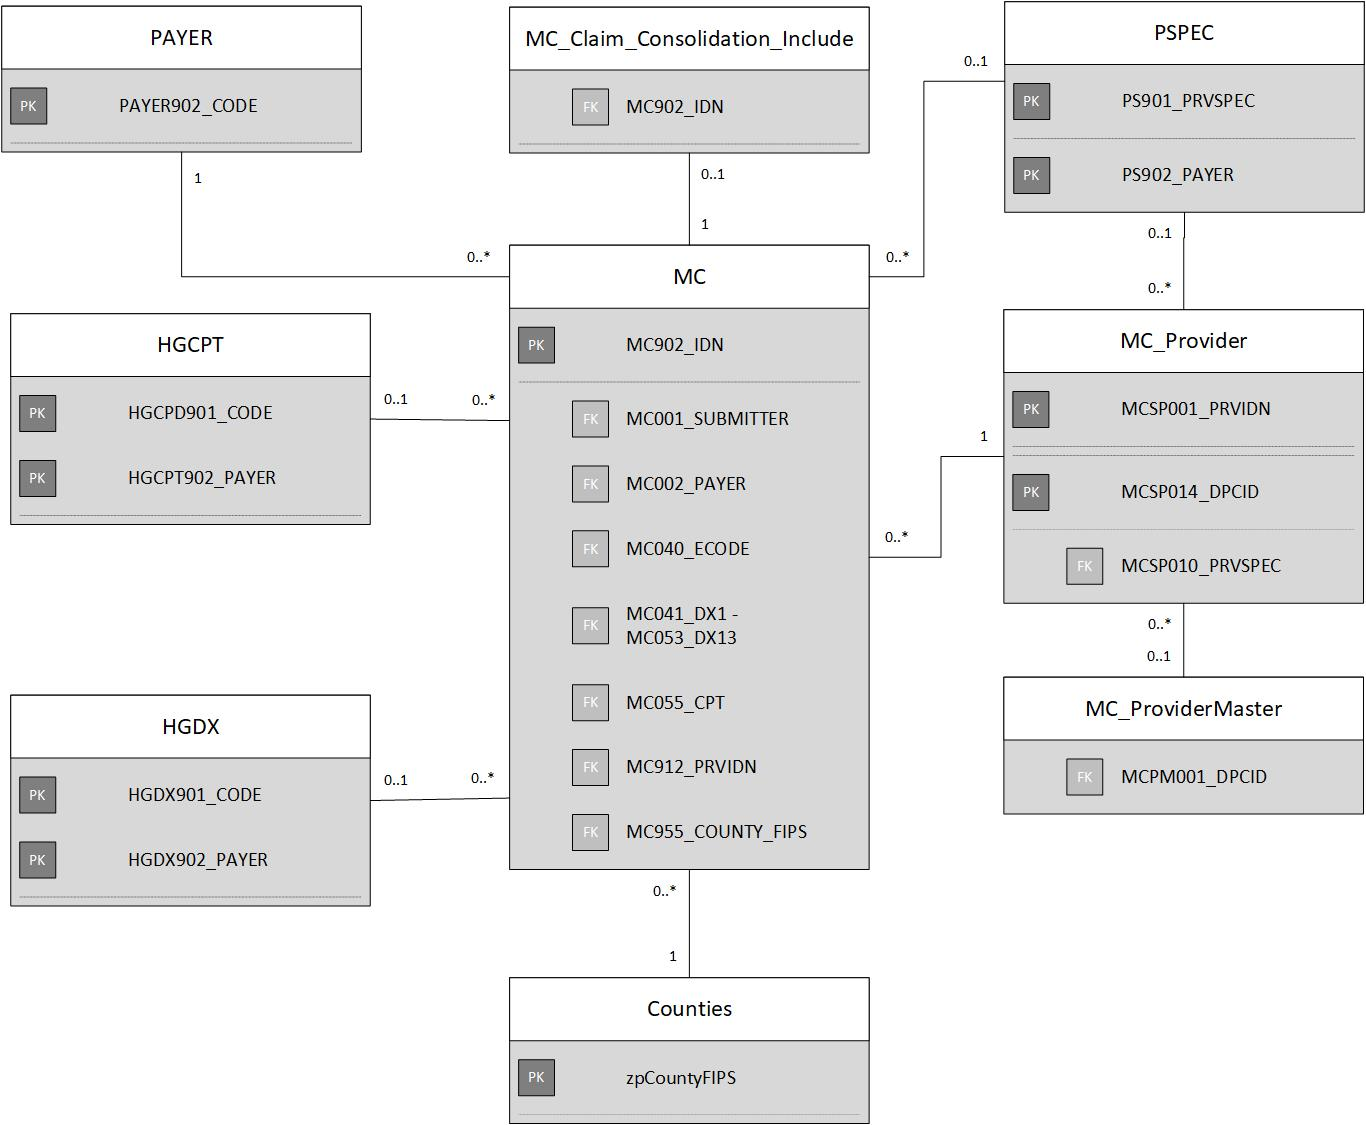 PAYER
PK PAYER902_CODE
1
0..*
MC_Claim_Consolidation_Include
FK MC902_IDN
0..1
1
PSPEC
PK PS901_PRVSPEC
PK PS902_PAYER
0..1
0..*
0..1
0..*
HGCPT
PK HGCPD901_CODE
PK HGCPT902_PAYER
0..1
0..*
MC
PK MC902_IDN
FK MC001_SUBMITTER
FK MC002_PAYER
FK MC040_ECODE
FK MC041_DX1 -
MC053_DX13
FK MC055_CPT
FK MC912_PRVIDN
FK MC955_COUNTY_FIPS
MC_Provider
PK MCSP001_PRVIDN
PK MCSP014_DPCID
FK MCSP010_PRVSPEC
1
0..*
0..*
0..1
MC_ProviderMaster
FK MCPM001_DPCID
HGDX
PK HGDX901_CODE
PK HGDX902_PAYER
0..1
0..*
0..*
1
Counties
PK zpCountyFIPS